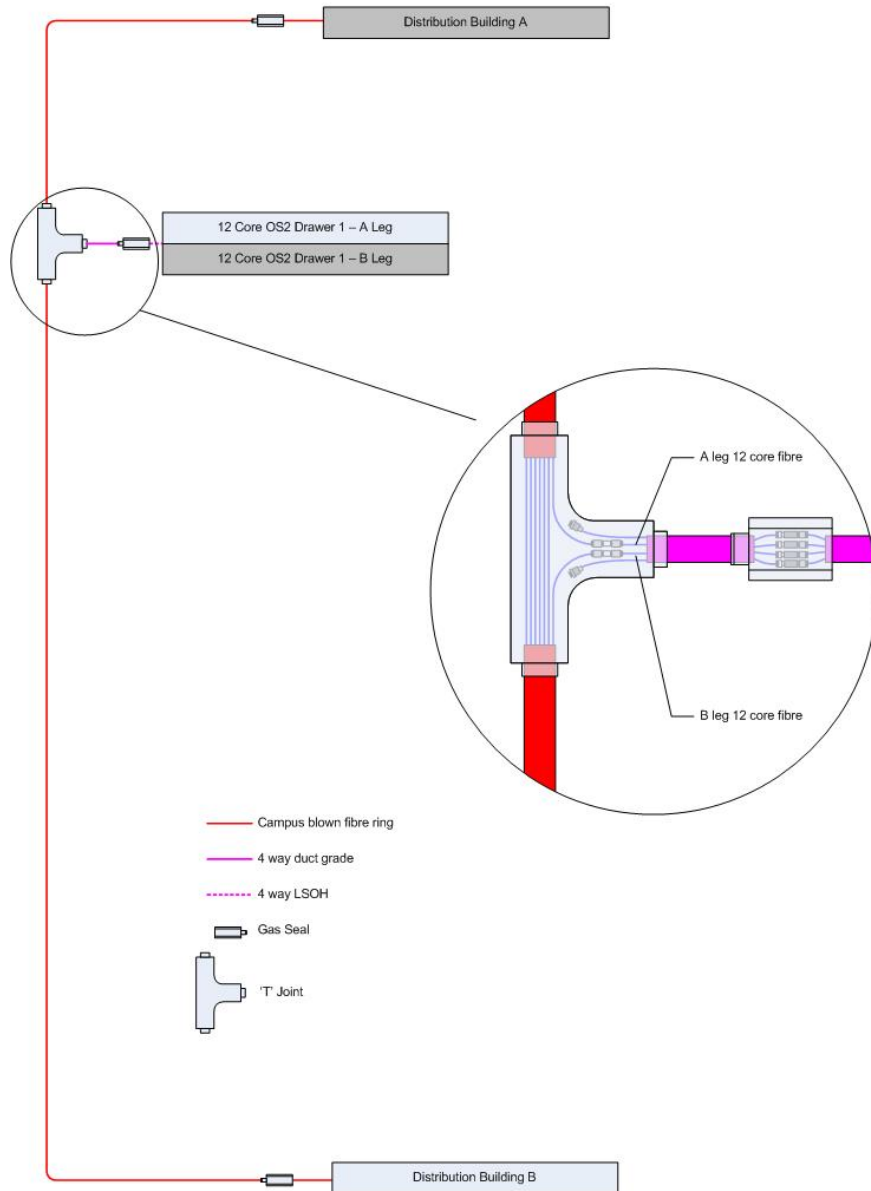 Distribution Building A
12 Core OS2 Drawer 1 – A Leg
12 Core OS2 Drawer 1 – B Leg
A leg 12 core fibre
B leg 12 core fibre
Campus blown fibre ring
4 way duct grade
4 way LSOH
Gas Seal
'T' Joint
Distribution Building B